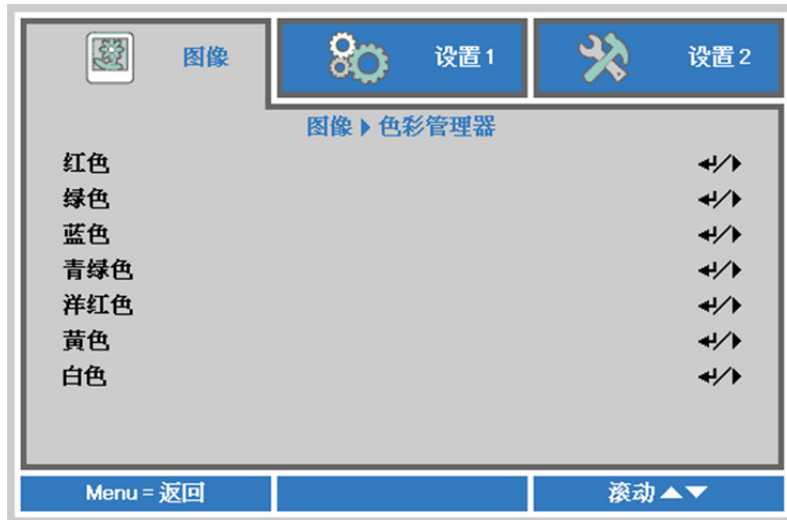 图像
设置1
设置2
图像▶色彩管理器
红色 ↵/▶
绿色 ↵/▶
蓝色 ↵/▶
青绿色 ↵/▶
洋红色 ↵/▶
黄色 ↵/▶
白色 ↵/▶
Menu = 返回
滚动▲▼